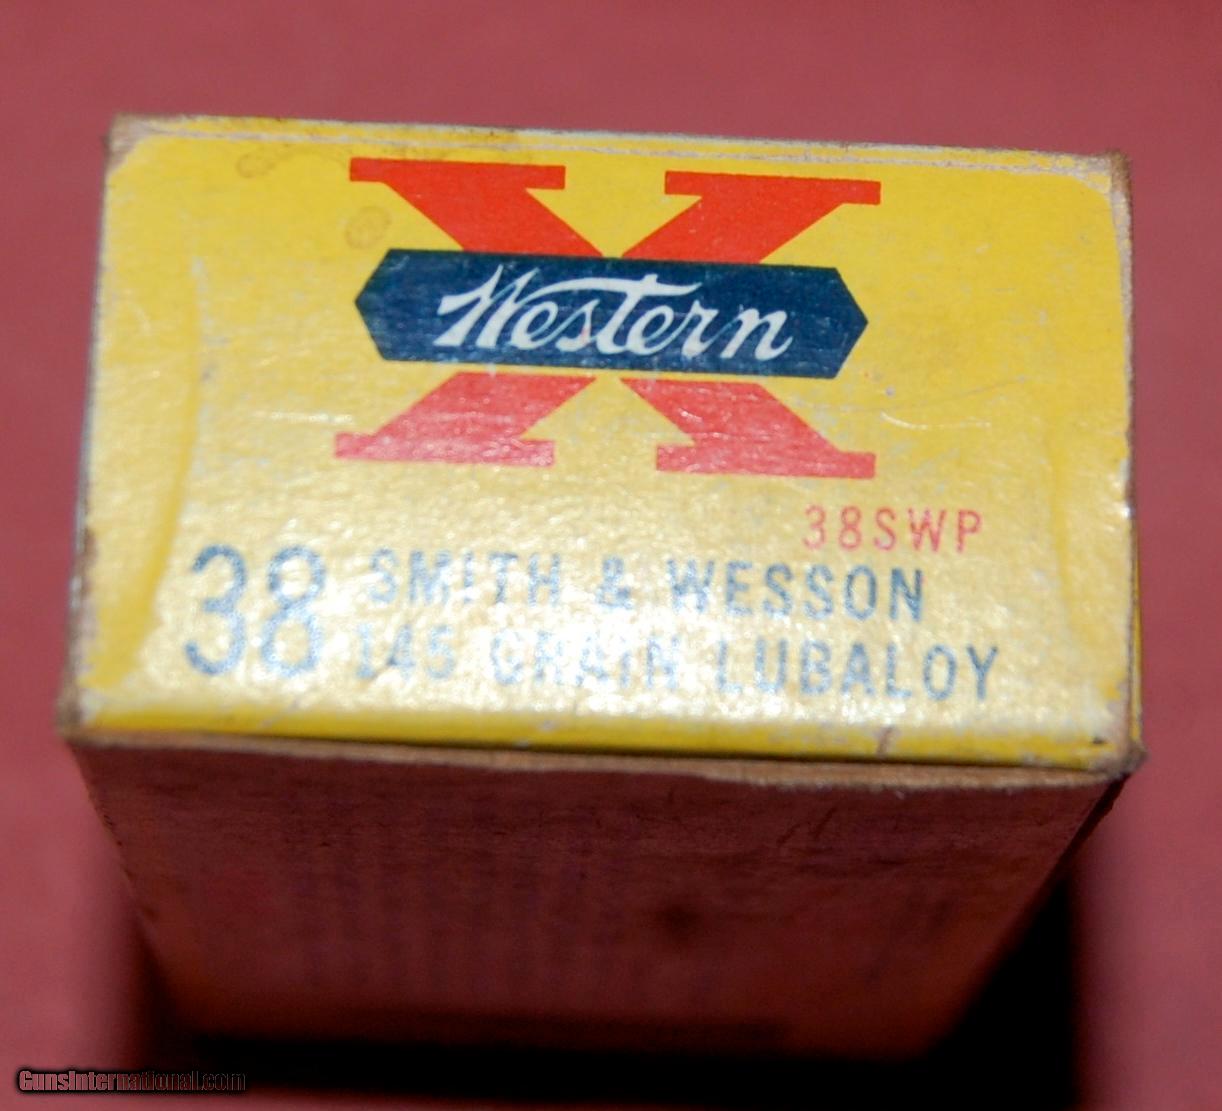 X
Western
38SWP
38 SMITH & WESSON
145 GRAIN LUBALOY
GunsInternational.com